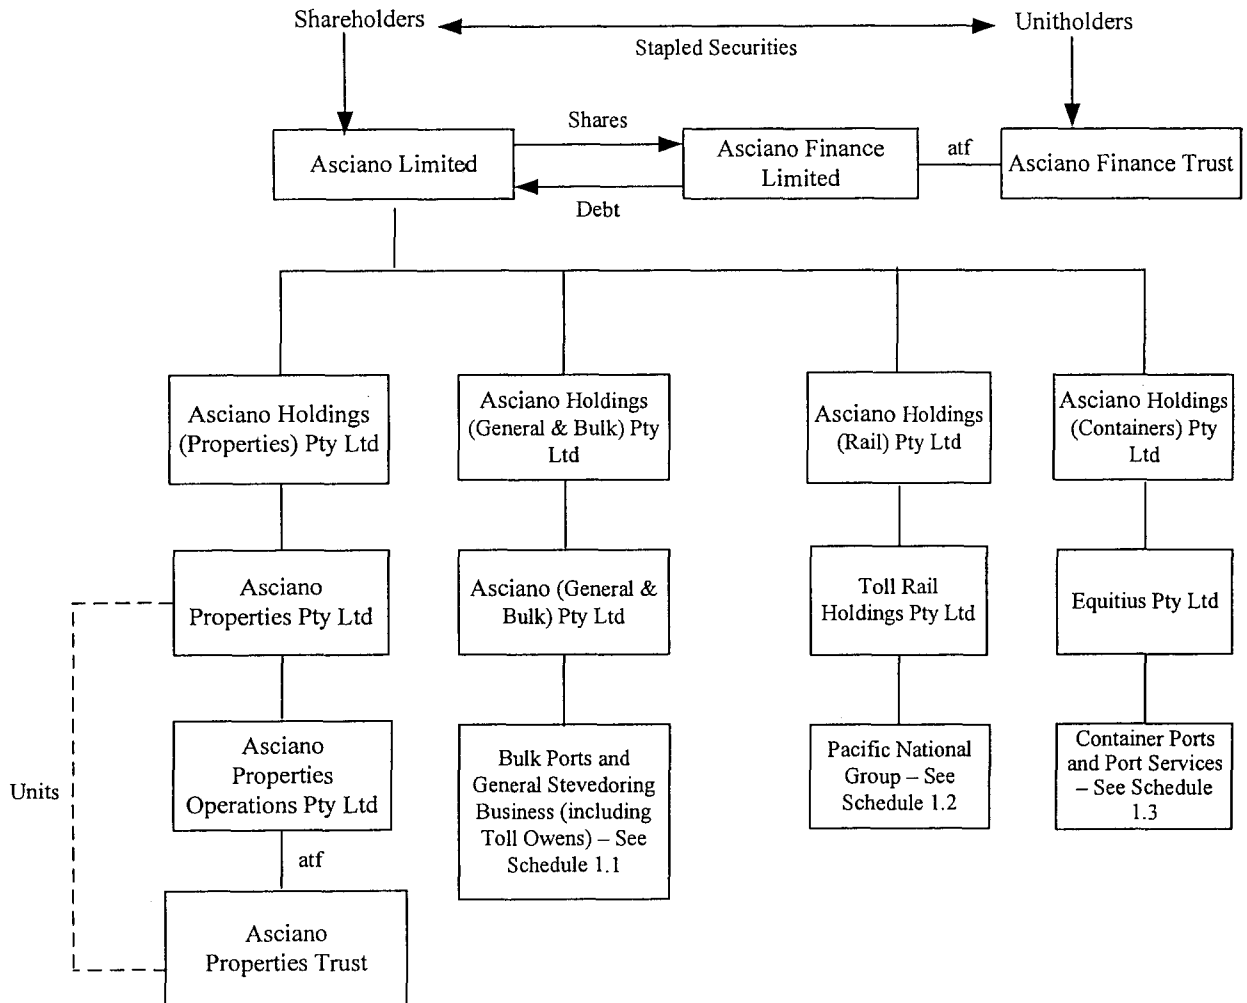 Shareholders
Unitholders
Stapled Securities
Asciano Limited
Shares
Debt
Asciano Finance
Limited
atf
Asciano Finance Trust
Asciano Holdings
(Properties) Pty Ltd
Asciano Holdings
(General & Bulk) Pty
Ltd
Asciano Holdings
(Rail) Pty Ltd
Asciano Holdings
(Containers) Pty
Ltd
Asciano
Properties Pty Ltd
Asciano (General &
Bulk) Pty Ltd
Toll Rail
Holdings Pty Ltd
Equitius Pty Ltd
Units
Asciano
Properties
Operations Pty Ltd
Bulk Ports and
General Stevedoring
Business (including
Toll Owens) – See
Schedule 1.1
Pacific National
Group – See
Schedule 1.2
Container Ports
and Port Services
– See Schedule
1.3
atf
Asciano
Properties Trust